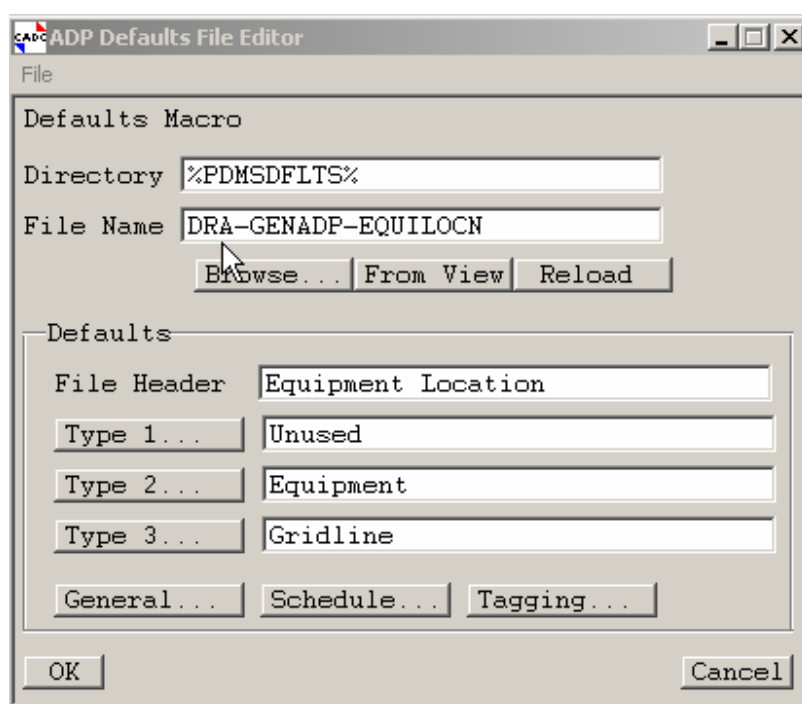 CADC ADP Defaults File Editor
File
Defaults Macro
Directory %PDMSDFLTS%
File Name DRA-GENADP-EQUILOCN
Browse... From View Reload
Defaults
File Header Equipment Location
Type 1... Unused
Type 2... Equipment
Type 3... Gridline
General... Schedule... Tagging...
OK Cancel